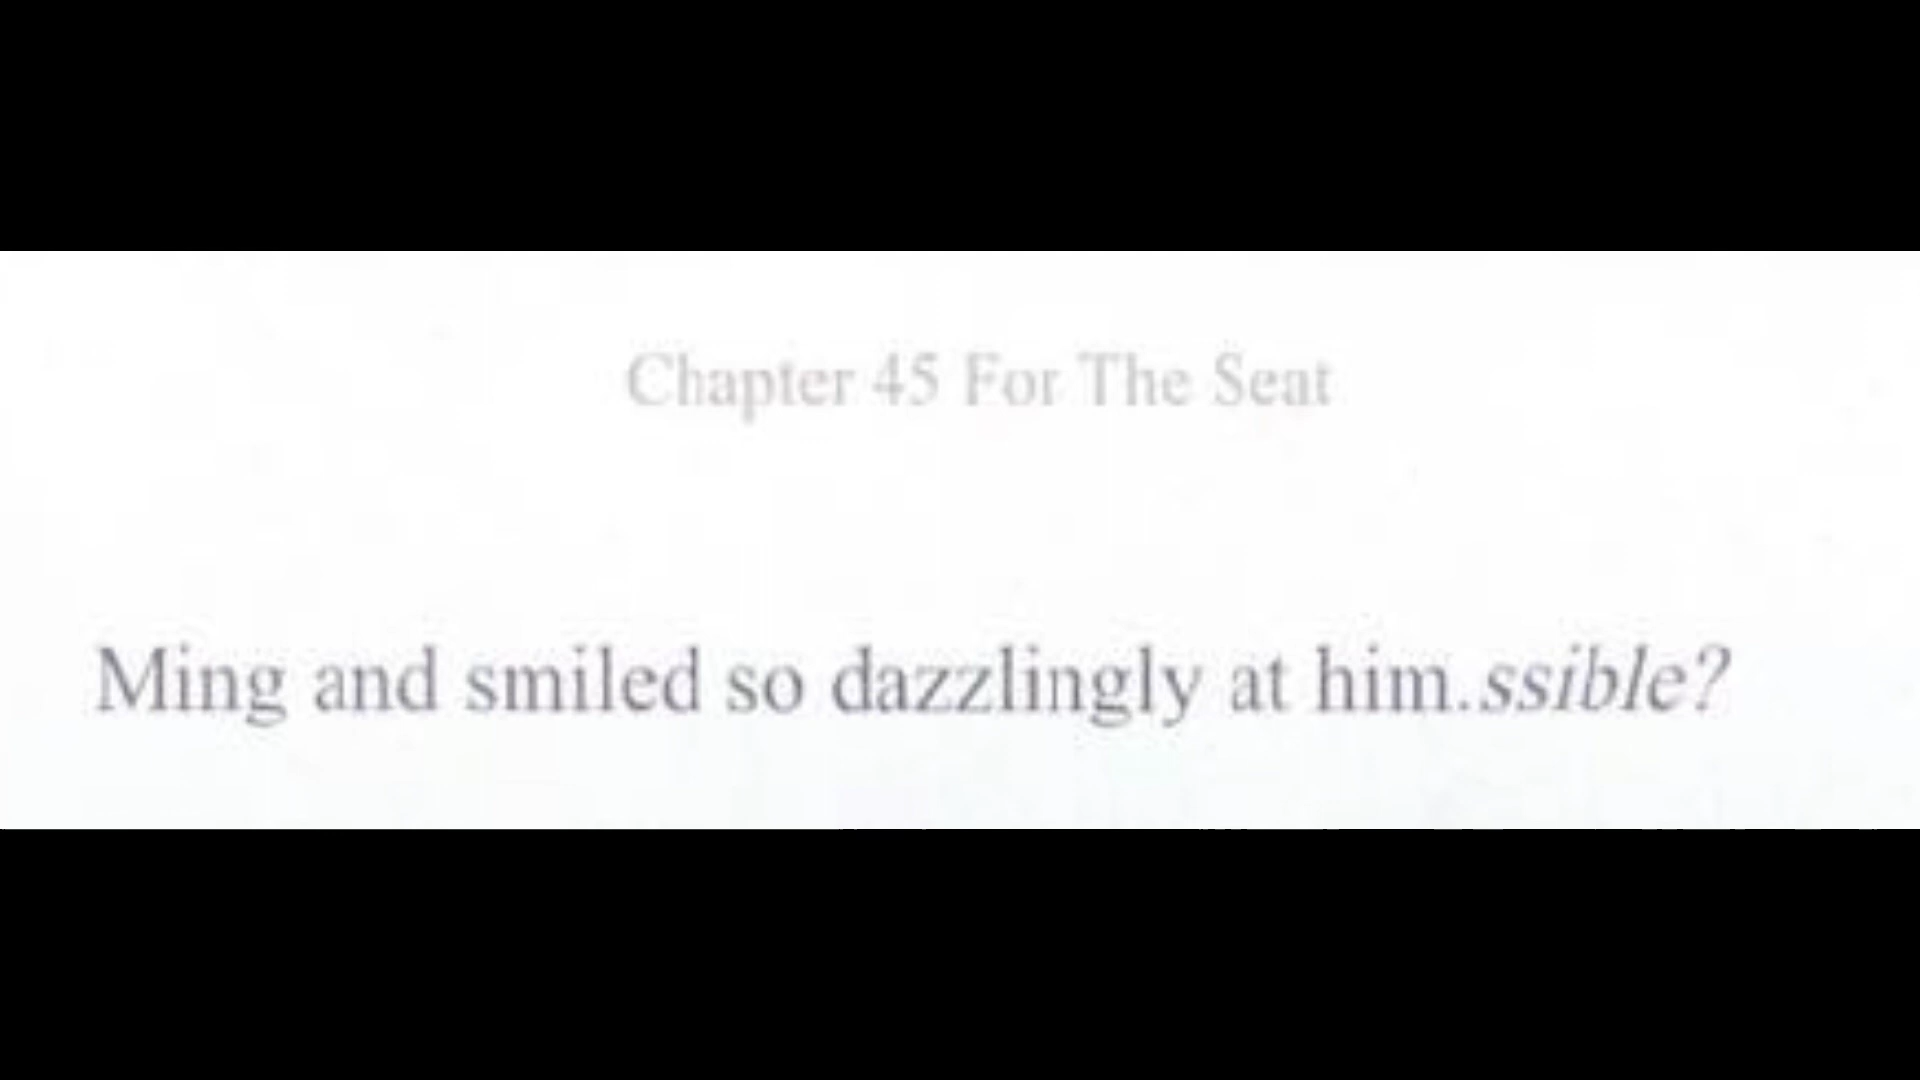 Chapter 45 For The Seat
Ming and smiled so dazzlingly at him.ssible?